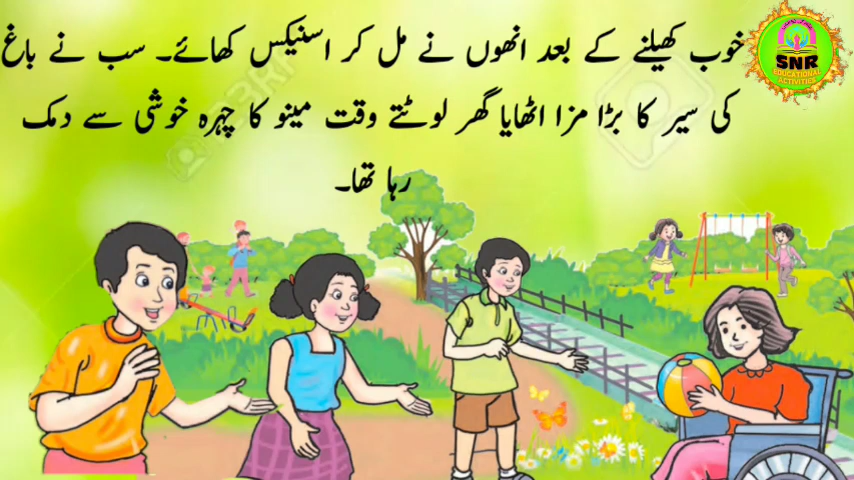 خوب کھیلنے کے بعد انھوں نے مل کر اسنیکس کھائے۔ سب نے باغ
کی سیر کا بڑا مزا اٹھایا گھر لوٹتے وقت مینو کا چہرہ خوشی سے دمک
رہا تھا۔
SNR
EDUCATIONAL
ACTIVITIES